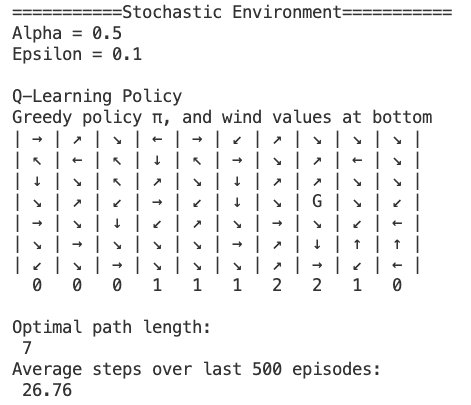 ===========Stochastic Environment===========
Alpha = 0.5
Epsilon = 0.1
Q-Learning Policy
Greedy policy π, and wind values at bottom
| → | ↗ | ↘ | ← | → | ↙ | ↗ | ↘ | ↘ | ↘ |
| ↖ | ← | ↖ | ↓ | ↖ | → | ↘ | ↗ | ← | ↘ |
| ↓ | ↘ | ↖ | ↗ | ↘ | ↓ | ↗ | ↗ | ↘ | ↘ |
| ↘ | ↗ | ↙ | → | ↙ | ↓ | ↘ | G | ↘ | ↙ |
| → | ↘ | ↓ | ↙ | ↗ | ↘ | → | ↘ | ↙ | ← |
| ↘ | → | ↘ | ↘ | ↘ | → | ↗ | ↓ | ↑ | ↑ |
| ↙ | ↘ | → | ↘ | ↘ | ↘ | ↗ | → | ↙ | ← |
0 0 0 1 1 1 2 2 1 0
Optimal path length:
7
Average steps over last 500 episodes:
26.76